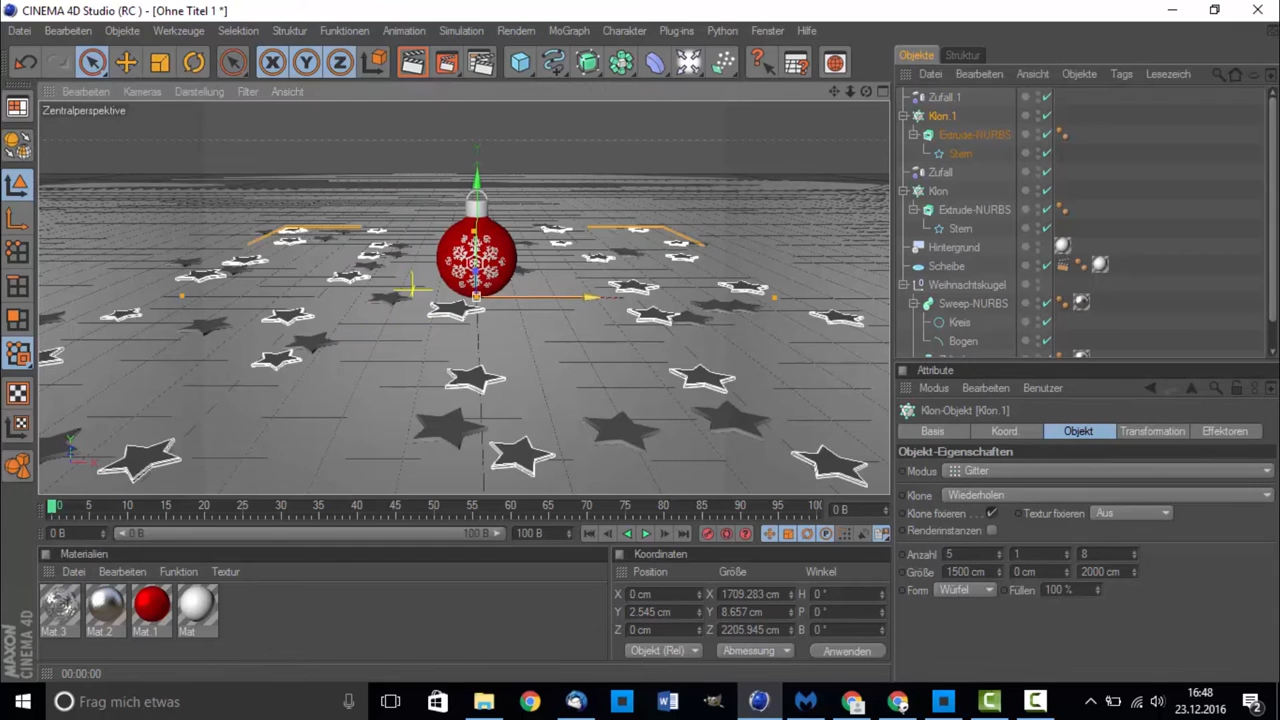 CINEMA 4D Studio (RC ) - [Ohne Titel 1 *]
Datei Bearbeiten Objekte Werkzeuge Selektion Struktur Funktionen Animation Simulation Rendern MoGraph Charakter Plug-ins Python Fenster Hilfe
X Y Z
Objekte Struktur
Datei Bearbeiten Ansicht Objekte Tags Lesezeich
Bearbeiten Kameras Darstellung Filter Ansicht
Zentralperspektive
Zufall.1
Klon.1
Extrude-NURBS
Stern
Zufall
Klon
Extrude-NURBS
Stern
Hintergrund
Scheibe
Weihnachtskugel
Sweep-NURBS
Kreis
Bogen
Y
X
Attribute
Modus Bearbeiten Benutzer
Klon-Objekt [Klon.1]
Basis Koord. Objekt Transformation Effektoren
Objekt-Eigenschaften
Modus Gitter
Klone Wiederholen
Klone fixieren . . . Textur fixieren Aus
Renderinstanzen
Anzahl 5 1 8
Größe 1500 cm 0 cm 2000 cm
Form Würfel Füllen 100 %
0 5 10 15 20 25 30 35 40 45 50 55 60 65 70 75 80 85 90 95 100 0 B
0 B 0 B 100 B 100 B
Materialien
Datei Bearbeiten Funktion Textur
Mat.3 Mat.2 Mat.1 Mat
Koordinaten
Position Größe Winkel
X 0 cm X 1709.283 cm H 0 °
Y 2.545 cm Y 8.657 cm P 0 °
Z 0 cm Z 2205.945 cm B 0 °
Objekt (Rel) Abmessung Anwenden
MAXON
CINEMA 4D
00:00:00
Frag mich etwas
16:48
23.12.2016
2